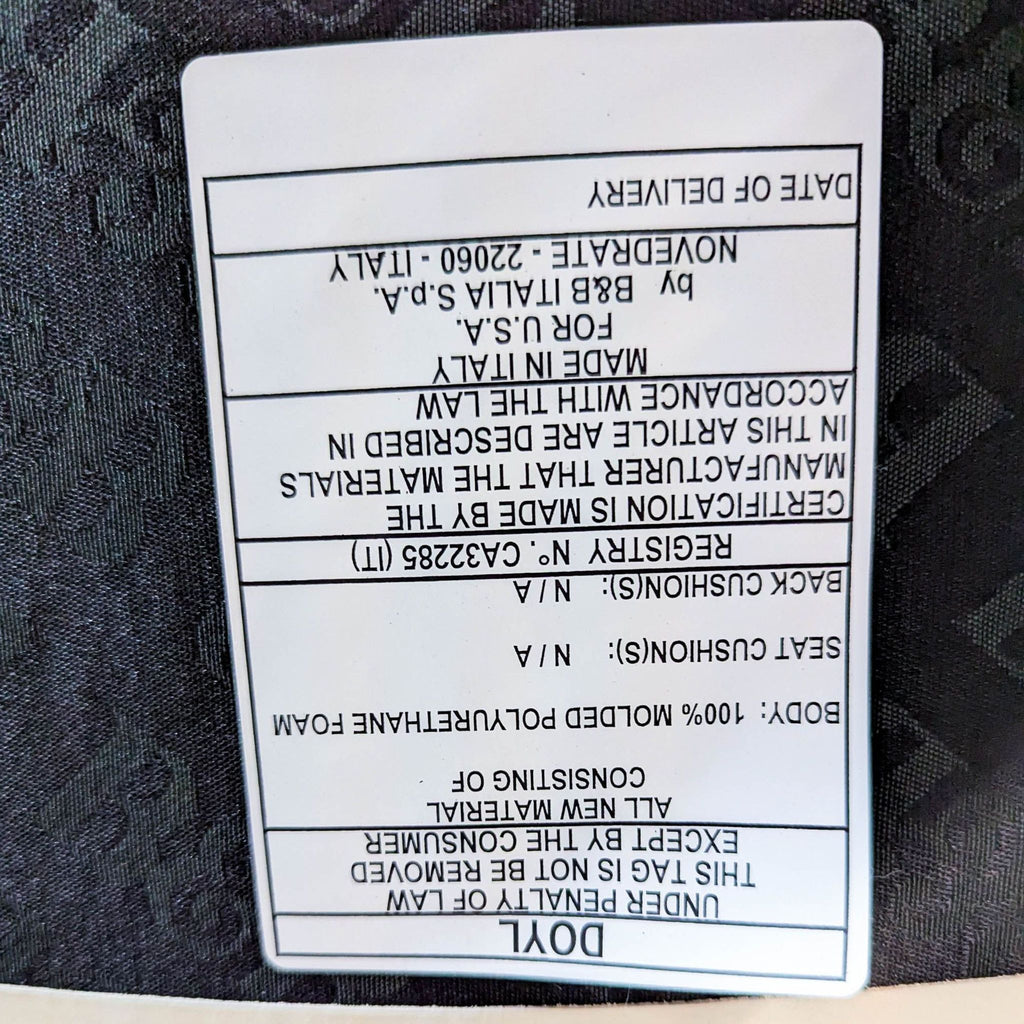 DOYL
UNDER PENALTY OF LAW
THIS TAG IS NOT BE REMOVED
EXCEPT BY THE CONSUMER
ALL NEW MATERIAL
CONSISTING OF
BODY: 100% MOLDED POLYURETHANE FOAM
SEAT CUSHION(S): N / A
BACK CUSHION(S): N / A
REGISTRY N°. CA32285 (IT)
CERTIFICATION IS MADE BY THE
MANUFACTURER THAT THE MATERIALS
IN THIS ARTICLE ARE DESCRIBED IN
ACCORDANCE WITH THE LAW
MADE IN ITALY
FOR U.S.A.
by B&B ITALIA S.p.A.
NOVEDRATE - 22060 - ITALY
DATE OF DELIVERY